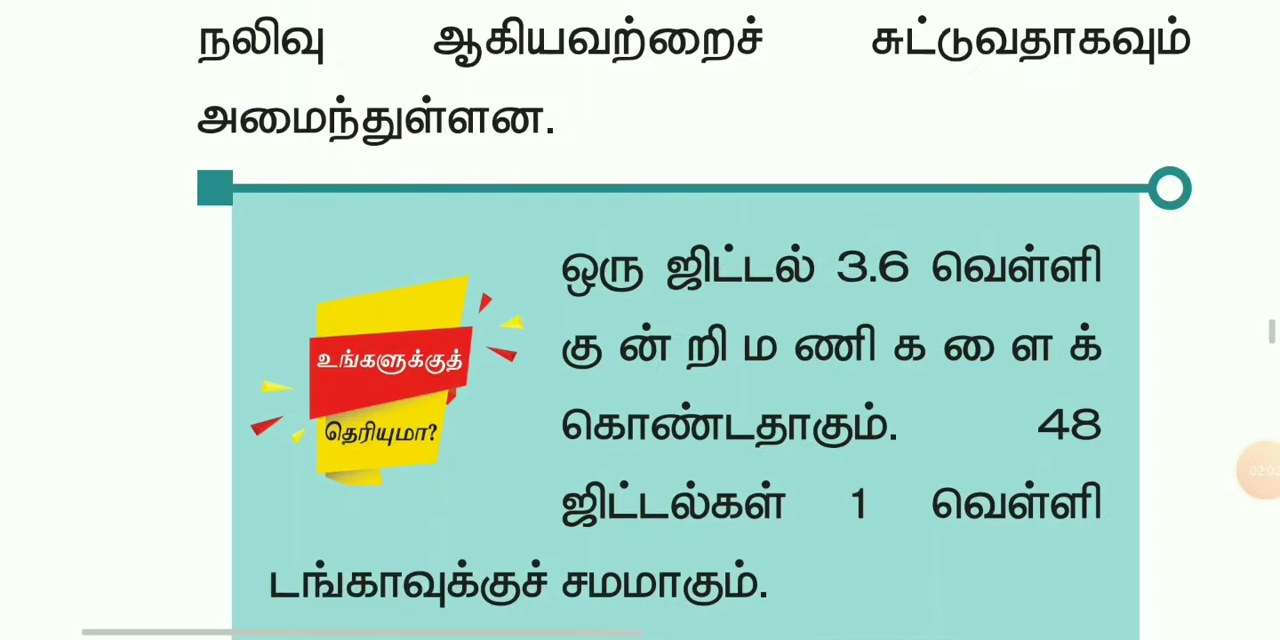 நலிவு ஆகியவற்றைச் சுட்டுவதாகவும்
அமைந்துள்ளன.
உங்களுக்குத்
தெரியுமா?
ஒரு ஜிட்டல் 3.6 வெள்ளி
குன்றிமணிகளைக்
கொண்டதாகும். 48
ஜிட்டல்கள் 1 வெள்ளி
டங்காவுக்குச் சமமாகும்.